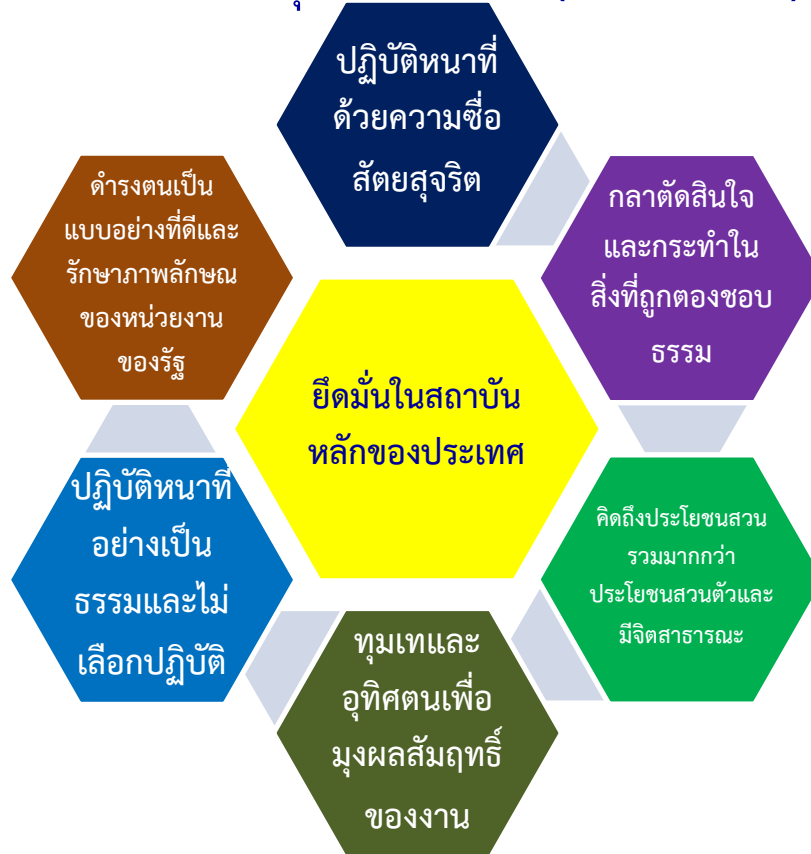 ปฏิบัติหนาที่
ด้วยความซื่อ
สัตยสุจริต
กลาตัดสินใจ
และกระทำใน
สิ่งที่ถูกตองชอบ
ธรรม
คิดถึงประโยชนสวน
รวมมากกว่า
ประโยชนสวนตัวและ
มีจิตสาธารณะ
ทุมเทและ
อุทิศตนเพื่อ
มุงผลสัมฤทธิ์
ของงาน
ปฏิบัติหนาที่
อย่างเป็น
ธรรมและไม่
เลือกปฏิบัติ
ดำรงตนเป็น
แบบอย่างที่ดีและ
รักษาภาพลักษณ
ของหน่วยงาน
ของรัฐ
ยึดมั่นในสถาบัน
หลักของประเทศ